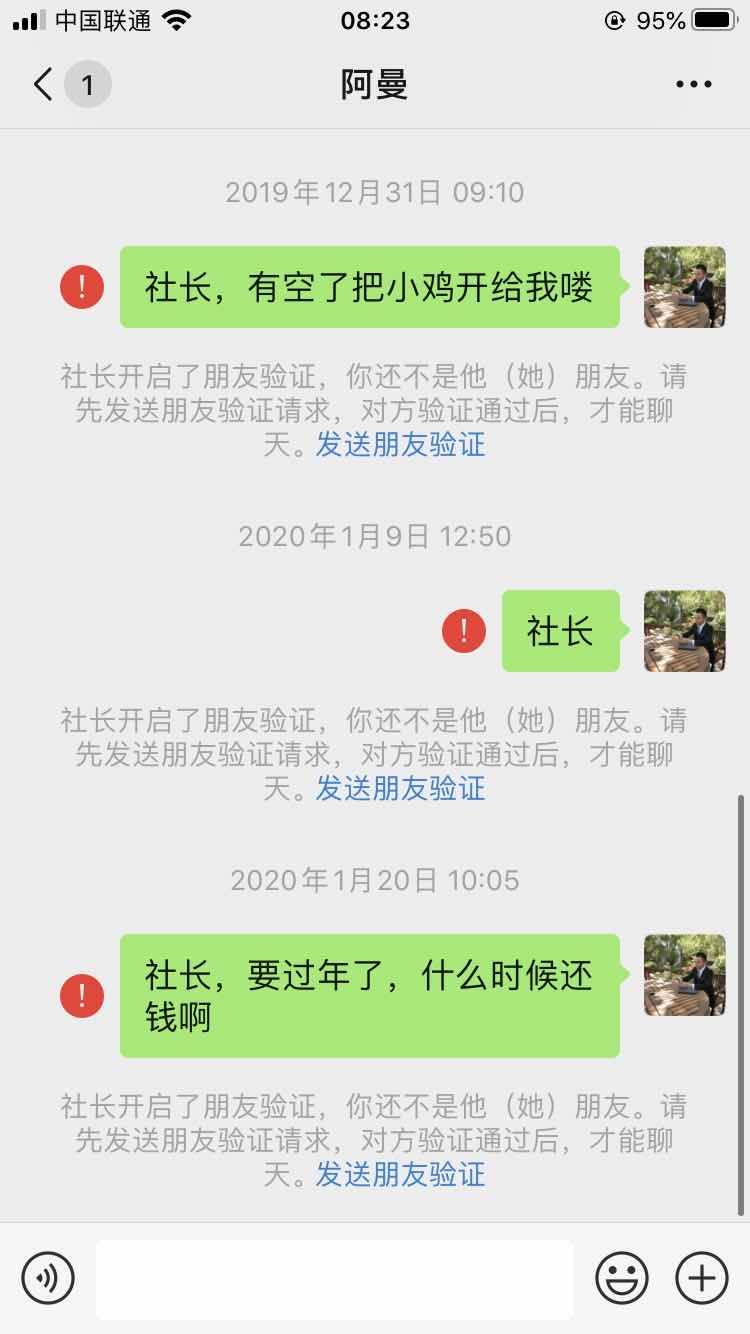 中国联通 08:23 95%
1 阿曼
2019年12月31日 09:10
社长，有空了把小鸡开给我喽
社长开启了朋友验证，你还不是他（她）朋友。请
先发送朋友验证请求，对方验证通过后，才能聊
天。发送朋友验证
2020年1月9日 12:50
社长
社长开启了朋友验证，你还不是他（她）朋友。请
先发送朋友验证请求，对方验证通过后，才能聊
天。发送朋友验证
2020年1月20日 10:05
社长，要过年了，什么时候还
钱啊
社长开启了朋友验证，你还不是他（她）朋友。请
先发送朋友验证请求，对方验证通过后，才能聊
天。发送朋友验证